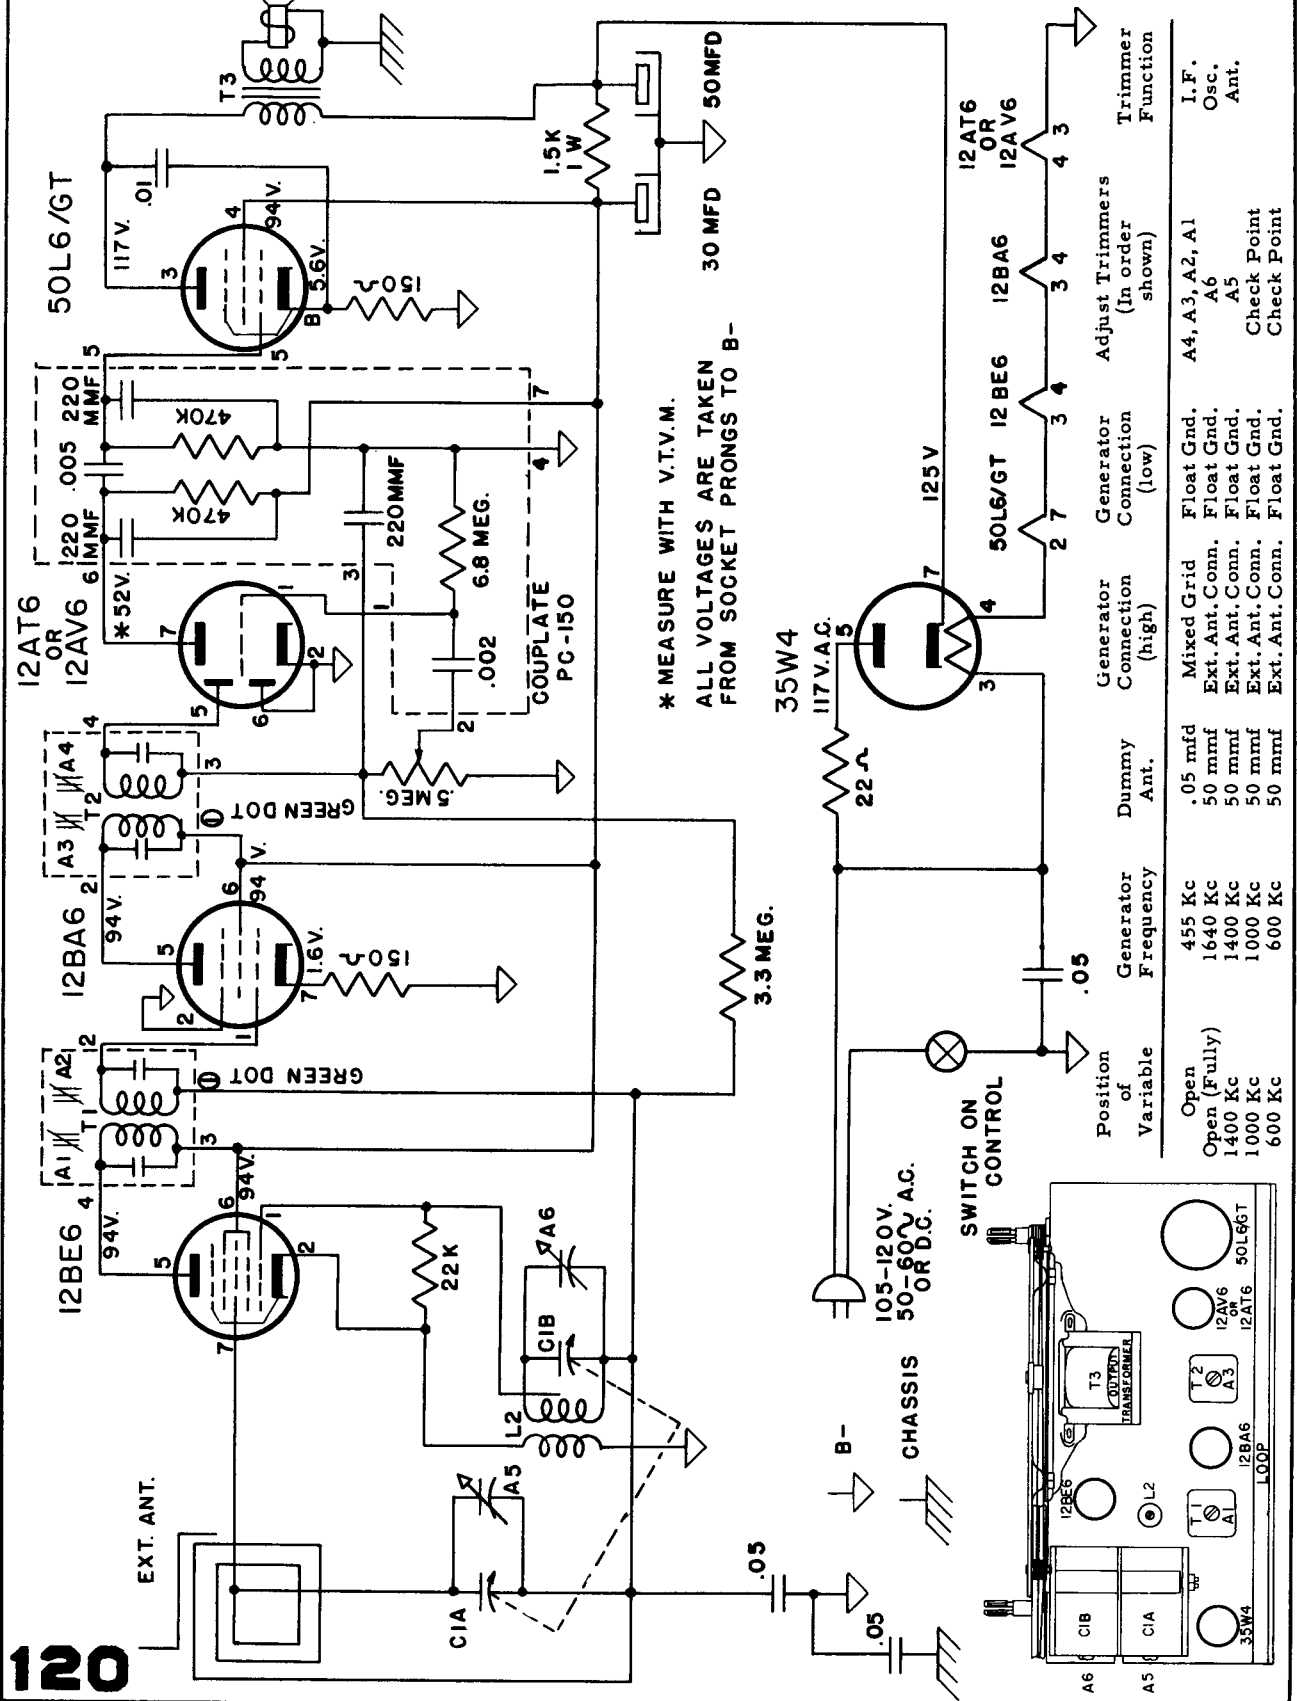 120
EXT. ANT.
12BE6
94V.
5
7
6
94V.
1
2
4
A1
A2
T1
3
2
① GREEN DOT
22K
L2
C1B
A6
C1A
A5
.05
.05
12BA6
94V.
5
6
94 V.
2
1
7
1.6V.
150Ω
2
A3
A4
T2
4
3
① GREEN DOT
3.3 MEG.
12AT6
OR
12AV6
*52V.
7
5
6
2
1
.5 MEG.
2
.002
6.8 MEG.
220MMF
3
1
COUPLATE
PC-150
6
220
MMF
.005
470K
470K
220
MMF
5
4
7
50L6/GT
117 V.
3
4
94V.
5
8
5.6V.
150Ω
.01
T3
1.5K
1 W
30 MFD
50MFD
*MEASURE WITH V.T.V.M.
ALL VOLTAGES ARE TAKEN
FROM SOCKET PRONGS TO B-
35W4
117 V.A.C.
5
7
125V
3
4
22Ω
.05
50L6/GT
2 7
12 BE6
3 4
12BA6
3 4
12AT6
OR
12AV6
4 3
105-120V.
50-60∿ A.C.
OR D.C.
SWITCH ON
CONTROL
B-
CHASSIS
A6
C1B
A5
C1A
35W4
12BE6
L2
T1
A1
12BA6
LOOP
T3
OUTPUT
TRANSFORMER
T2
A3
12AV6
OR
12AT6
50L6GT
Position of Variable Generator Frequency Dummy Ant. Generator Connection (high) Generator Connection (low) Adjust Trimmers (In order shown) Trimmer Function
Open 455 Kc .05 mfd Mixed Grid Float Gnd. A4, A3, A2, A1 I.F.
Open (Fully) 1640 Kc 50 mmf Ext. Ant. Conn. Float Gnd. A6 Osc.
1400 Kc 1400 Kc 50 mmf Ext. Ant. Conn. Float Gnd. A5 Ant.
1000 Kc 1000 Kc 50 mmf Ext. Ant. Conn. Float Gnd. Check Point
600 Kc 600 Kc 50 mmf Ext. Ant. Conn. Float Gnd. Check Point